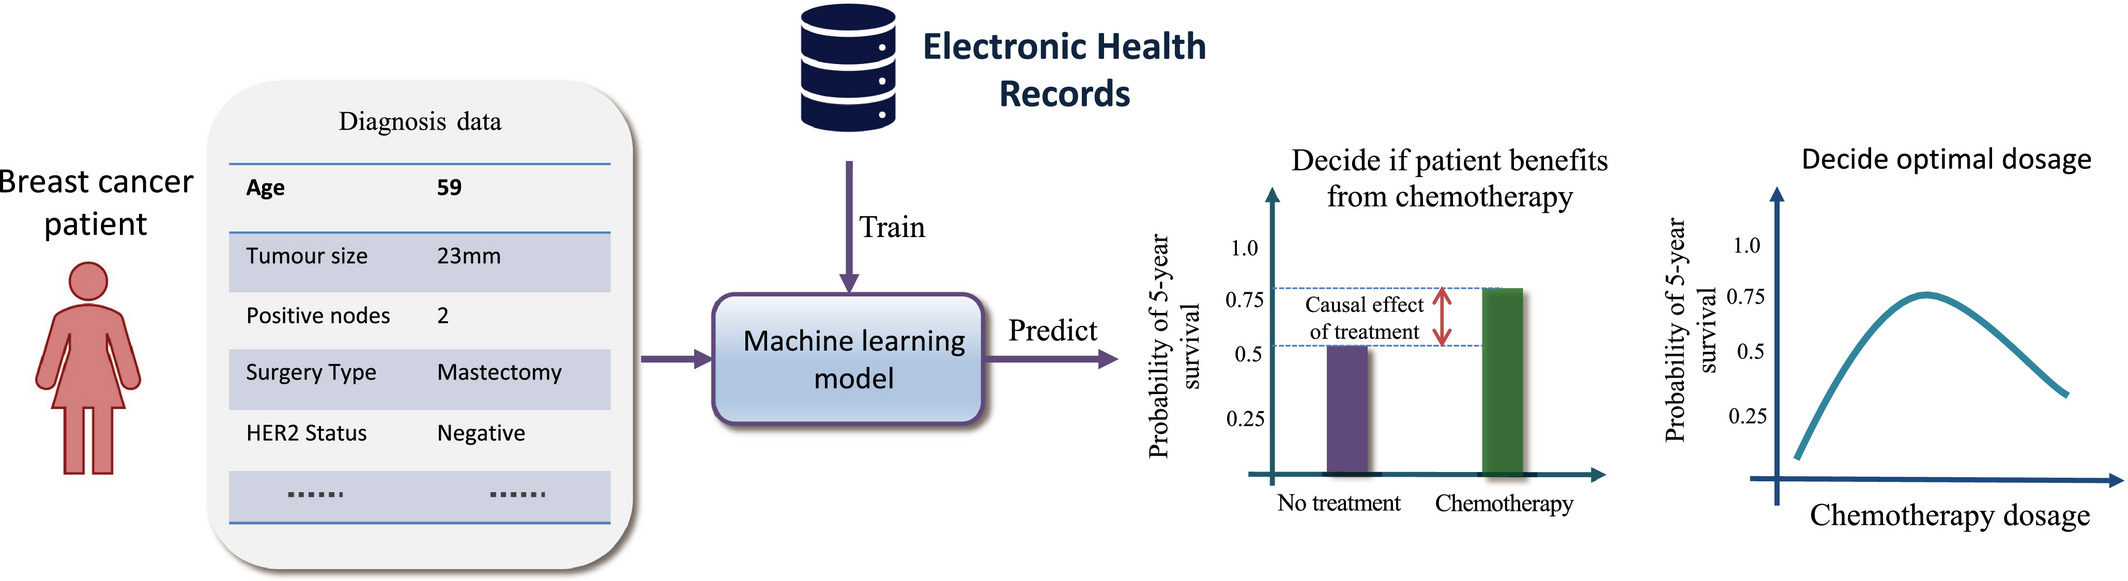 Electronic Health
Records
Breast cancer
patient
Diagnosis data
Age 59
Tumour size 23mm
Positive nodes 2
Surgery Type Mastectomy
HER2 Status Negative
...... ......
Train
Machine learning
model
Predict
Decide if patient benefits
from chemotherapy
Probability of 5-year
survival
1.0
0.75
0.5
0.25
Causal effect
of treatment
No treatment Chemotherapy
Decide optimal dosage
Probability of 5-year
survival
1.0
0.75
0.5
0.25
Chemotherapy dosage